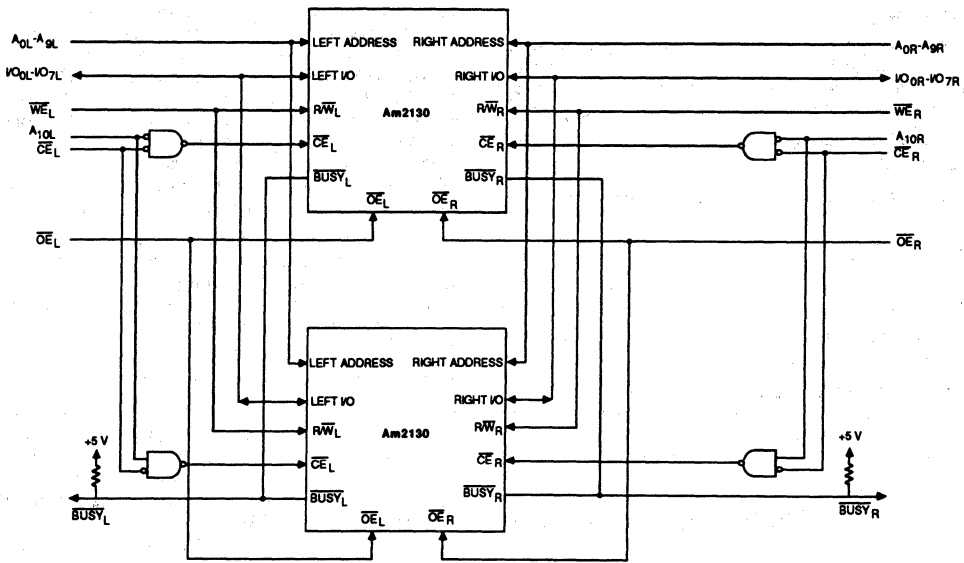 A0L-A9L
LEFT ADDRESS RIGHT ADDRESS
A0R-A9R
I/O0L-I/O7L
LEFT I/O
RIGHT I/O
I/O0R-I/O7R
WEL
R/WL
Am2130
R/WR
WER
A10L
A10R
CEL
CEL
CER
CER
BUSYL
BUSYR
OEL
OER
OEL
OER
LEFT ADDRESS RIGHT ADDRESS
LEFT I/O
RIGHT I/O
R/WL
Am2130
R/WR
+5 V
+5 V
CEL
CER
BUSYL
BUSYL
BUSYR
BUSYR
OEL
OER